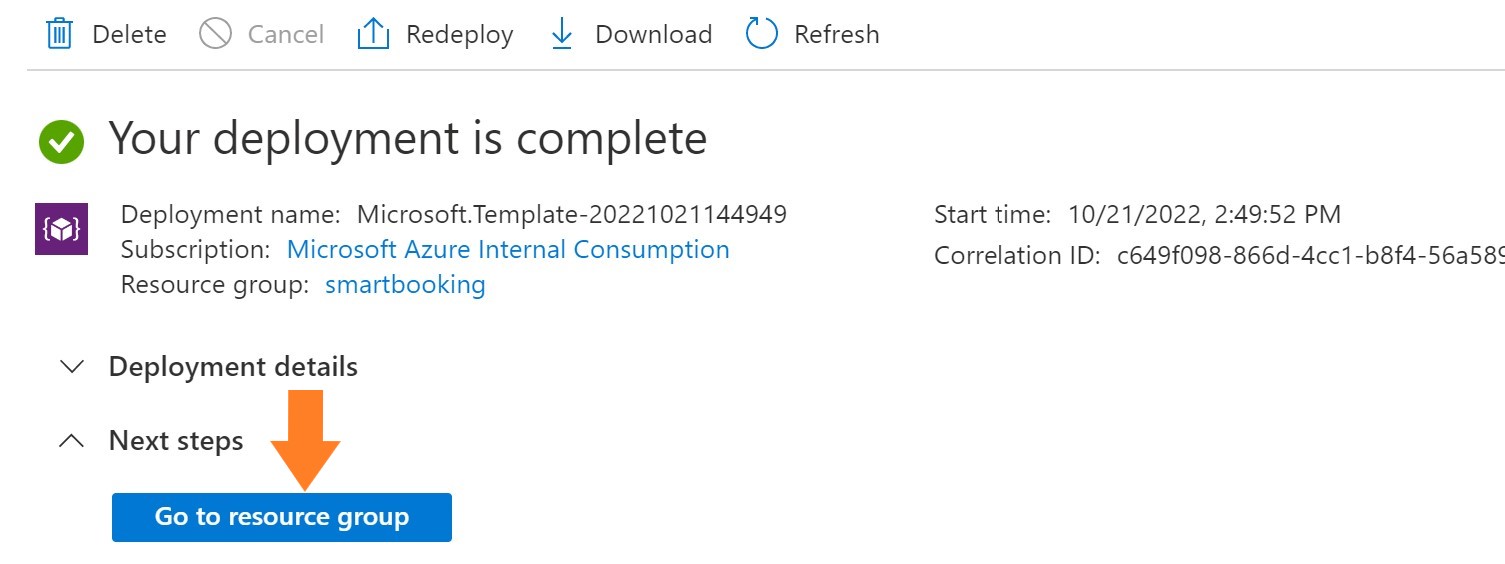 Delete Cancel Redeploy Download Refresh
Your deployment is complete
Deployment name: Microsoft.Template-20221021144949
Subscription: Microsoft Azure Internal Consumption
Resource group: smartbooking
Start time: 10/21/2022, 2:49:52 PM
Correlation ID: c649f098-866d-4cc1-b8f4-56a589
Deployment details
Next steps
Go to resource group